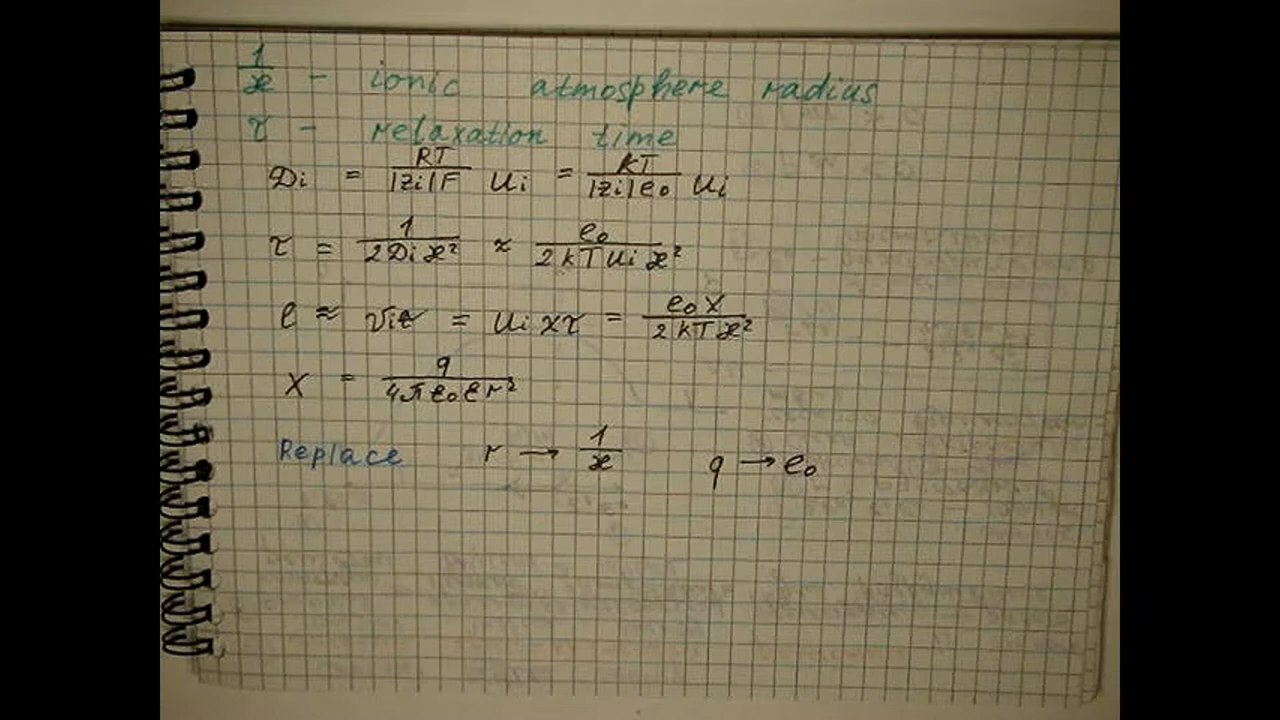 1/æ - ionic atmosphere radius
τ - relaxation time
Di = RT/|zi|F Ui = kT/|zi|e₀ Ui
τ = 1/2Diæ² ≈ e₀/2kTUiæ²
l ≈ viτ = UiXτ = e₀X/2kTæ²
X = q/4πε₀εr²
Replace r → 1/æ q → e₀